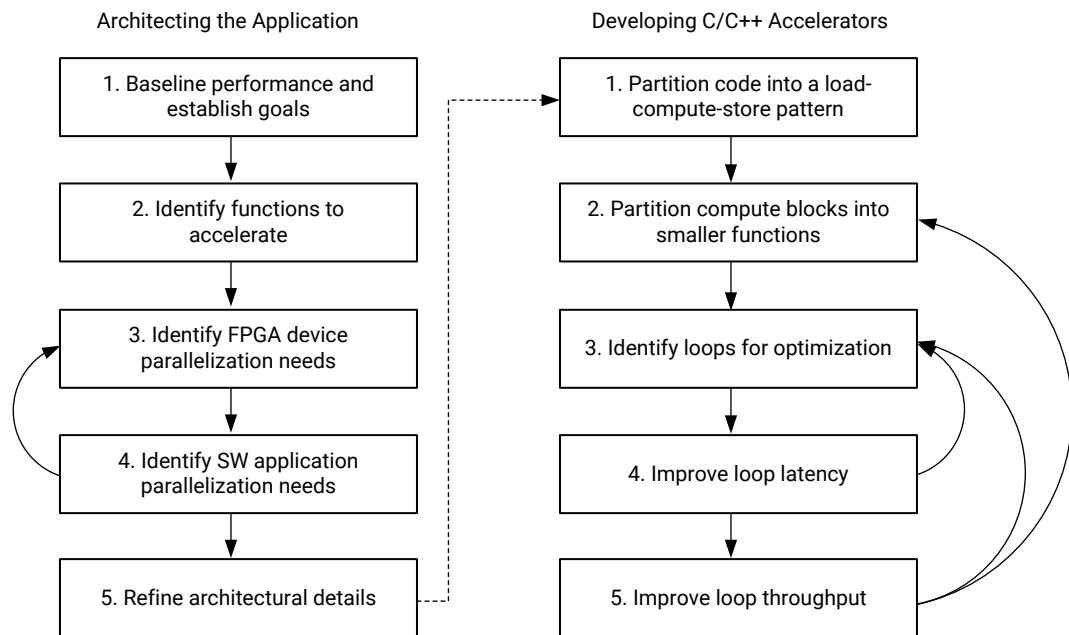 Architecting the Application
1. Baseline performance and
establish goals
2. Identify functions to
accelerate
3. Identify FPGA device
parallelization needs
4. Identify SW application
parallelization needs
5. Refine architectural details
Developing C/C++ Accelerators
1. Partition code into a load-
compute-store pattern
2. Partition compute blocks into
smaller functions
3. Identify loops for optimization
4. Improve loop latency
5. Improve loop throughput